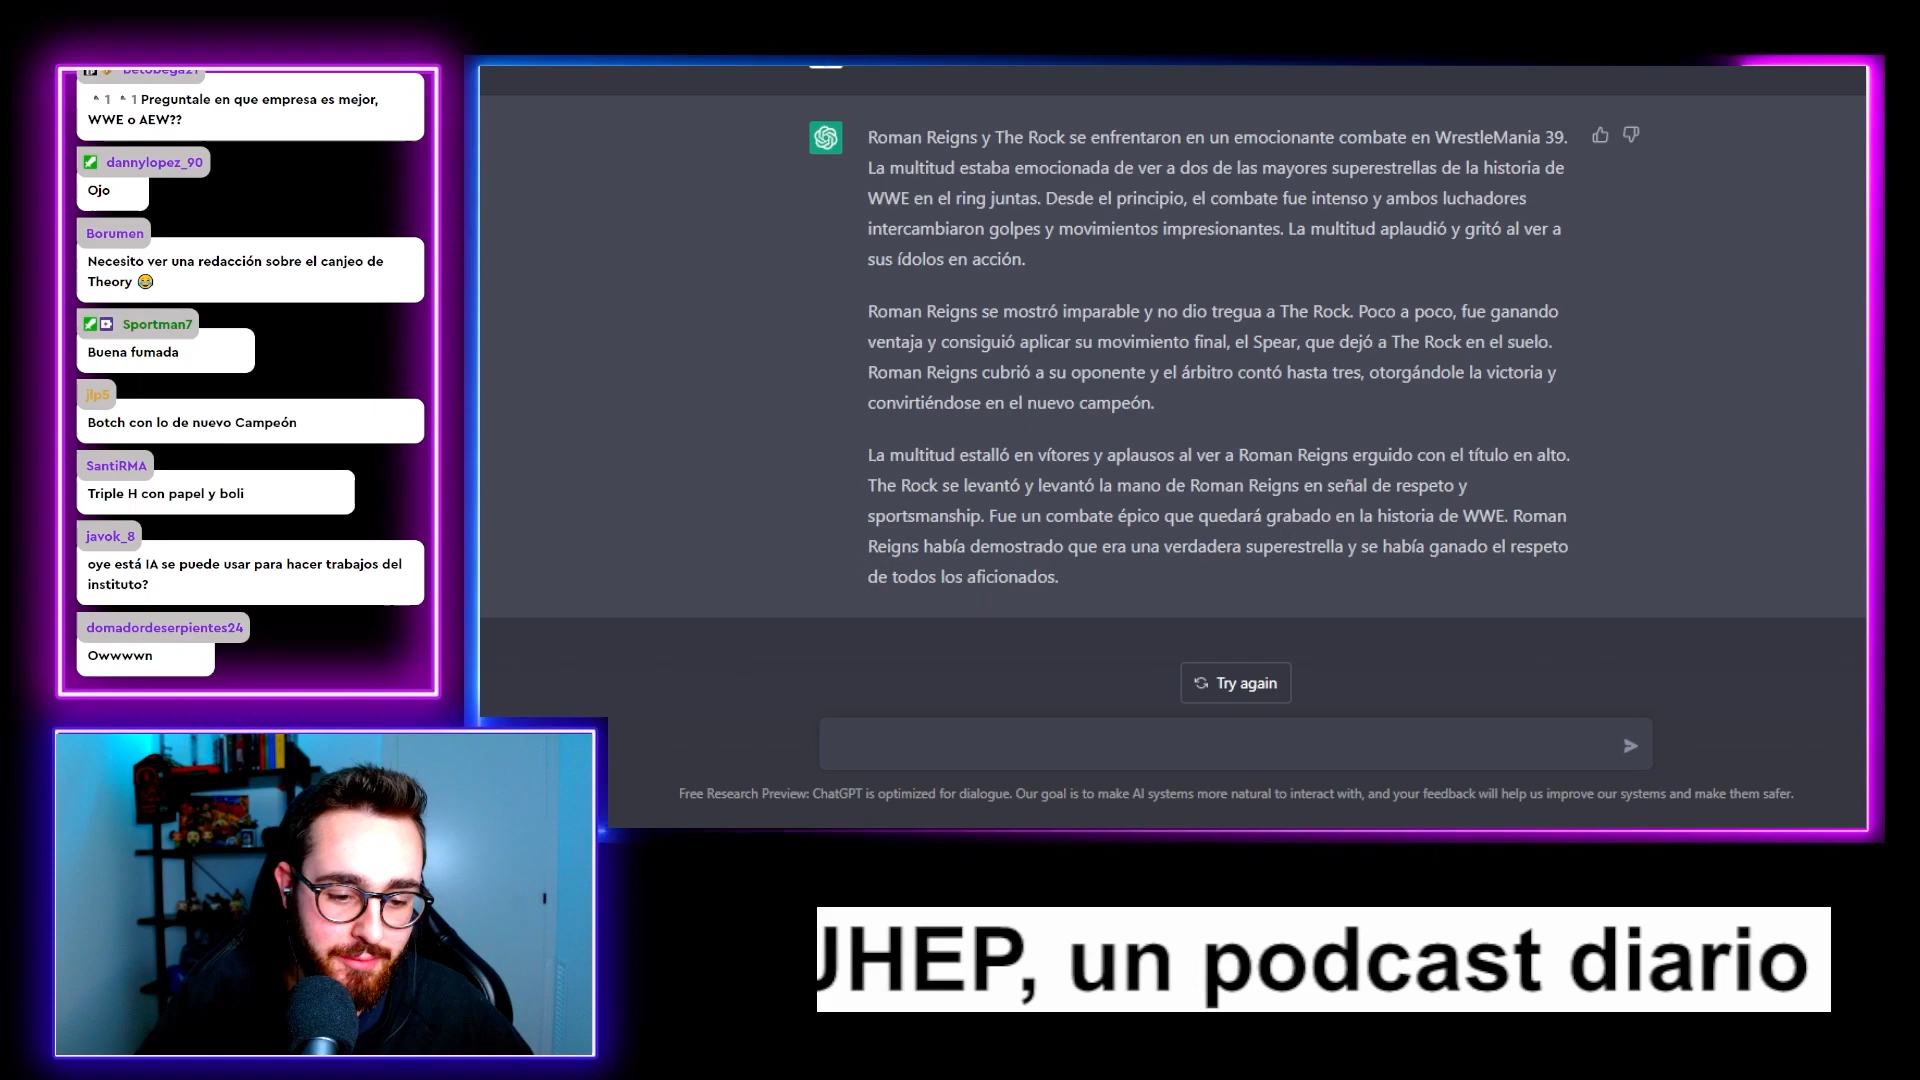 betobega21
1 1 Preguntale en que empresa es mejor,
WWE o AEW??
dannylopez_90
Ojo
Borumen
Necesito ver una redacción sobre el canjeo de
Theory 😂
Sportman7
Buena fumada
jlp5
Botch con lo de nuevo Campeón
SantiRMA
Triple H con papel y boli
javok_8
oye está IA se puede usar para hacer trabajos del
instituto?
domadordeserpientes24
Owwwwn
Roman Reigns y The Rock se enfrentaron en un emocionante combate en WrestleMania 39.
La multitud estaba emocionada de ver a dos de las mayores superestrellas de la historia de
WWE en el ring juntas. Desde el principio, el combate fue intenso y ambos luchadores
intercambiaron golpes y movimientos impresionantes. La multitud aplaudió y gritó al ver a
sus ídolos en acción.
Roman Reigns se mostró imparable y no dio tregua a The Rock. Poco a poco, fue ganando
ventaja y consiguió aplicar su movimiento final, el Spear, que dejó a The Rock en el suelo.
Roman Reigns cubrió a su oponente y el árbitro contó hasta tres, otorgándole la victoria y
convirtiéndose en el nuevo campeón.
La multitud estalló en vítores y aplausos al ver a Roman Reigns erguido con el título en alto.
The Rock se levantó y levantó la mano de Roman Reigns en señal de respeto y
sportsmanship. Fue un combate épico que quedará grabado en la historia de WWE. Roman
Reigns había demostrado que era una verdadera superestrella y se había ganado el respeto
de todos los aficionados.
Try again
Free Research Preview: ChatGPT is optimized for dialogue. Our goal is to make AI systems more natural to interact with, and your feedback will help us improve our systems and make them safer.
JHEP, un podcast diario